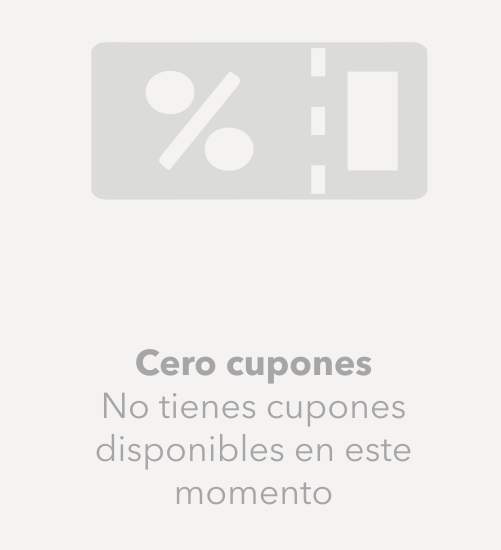 Cero cupones
No tienes cupones
disponibles en este
momento